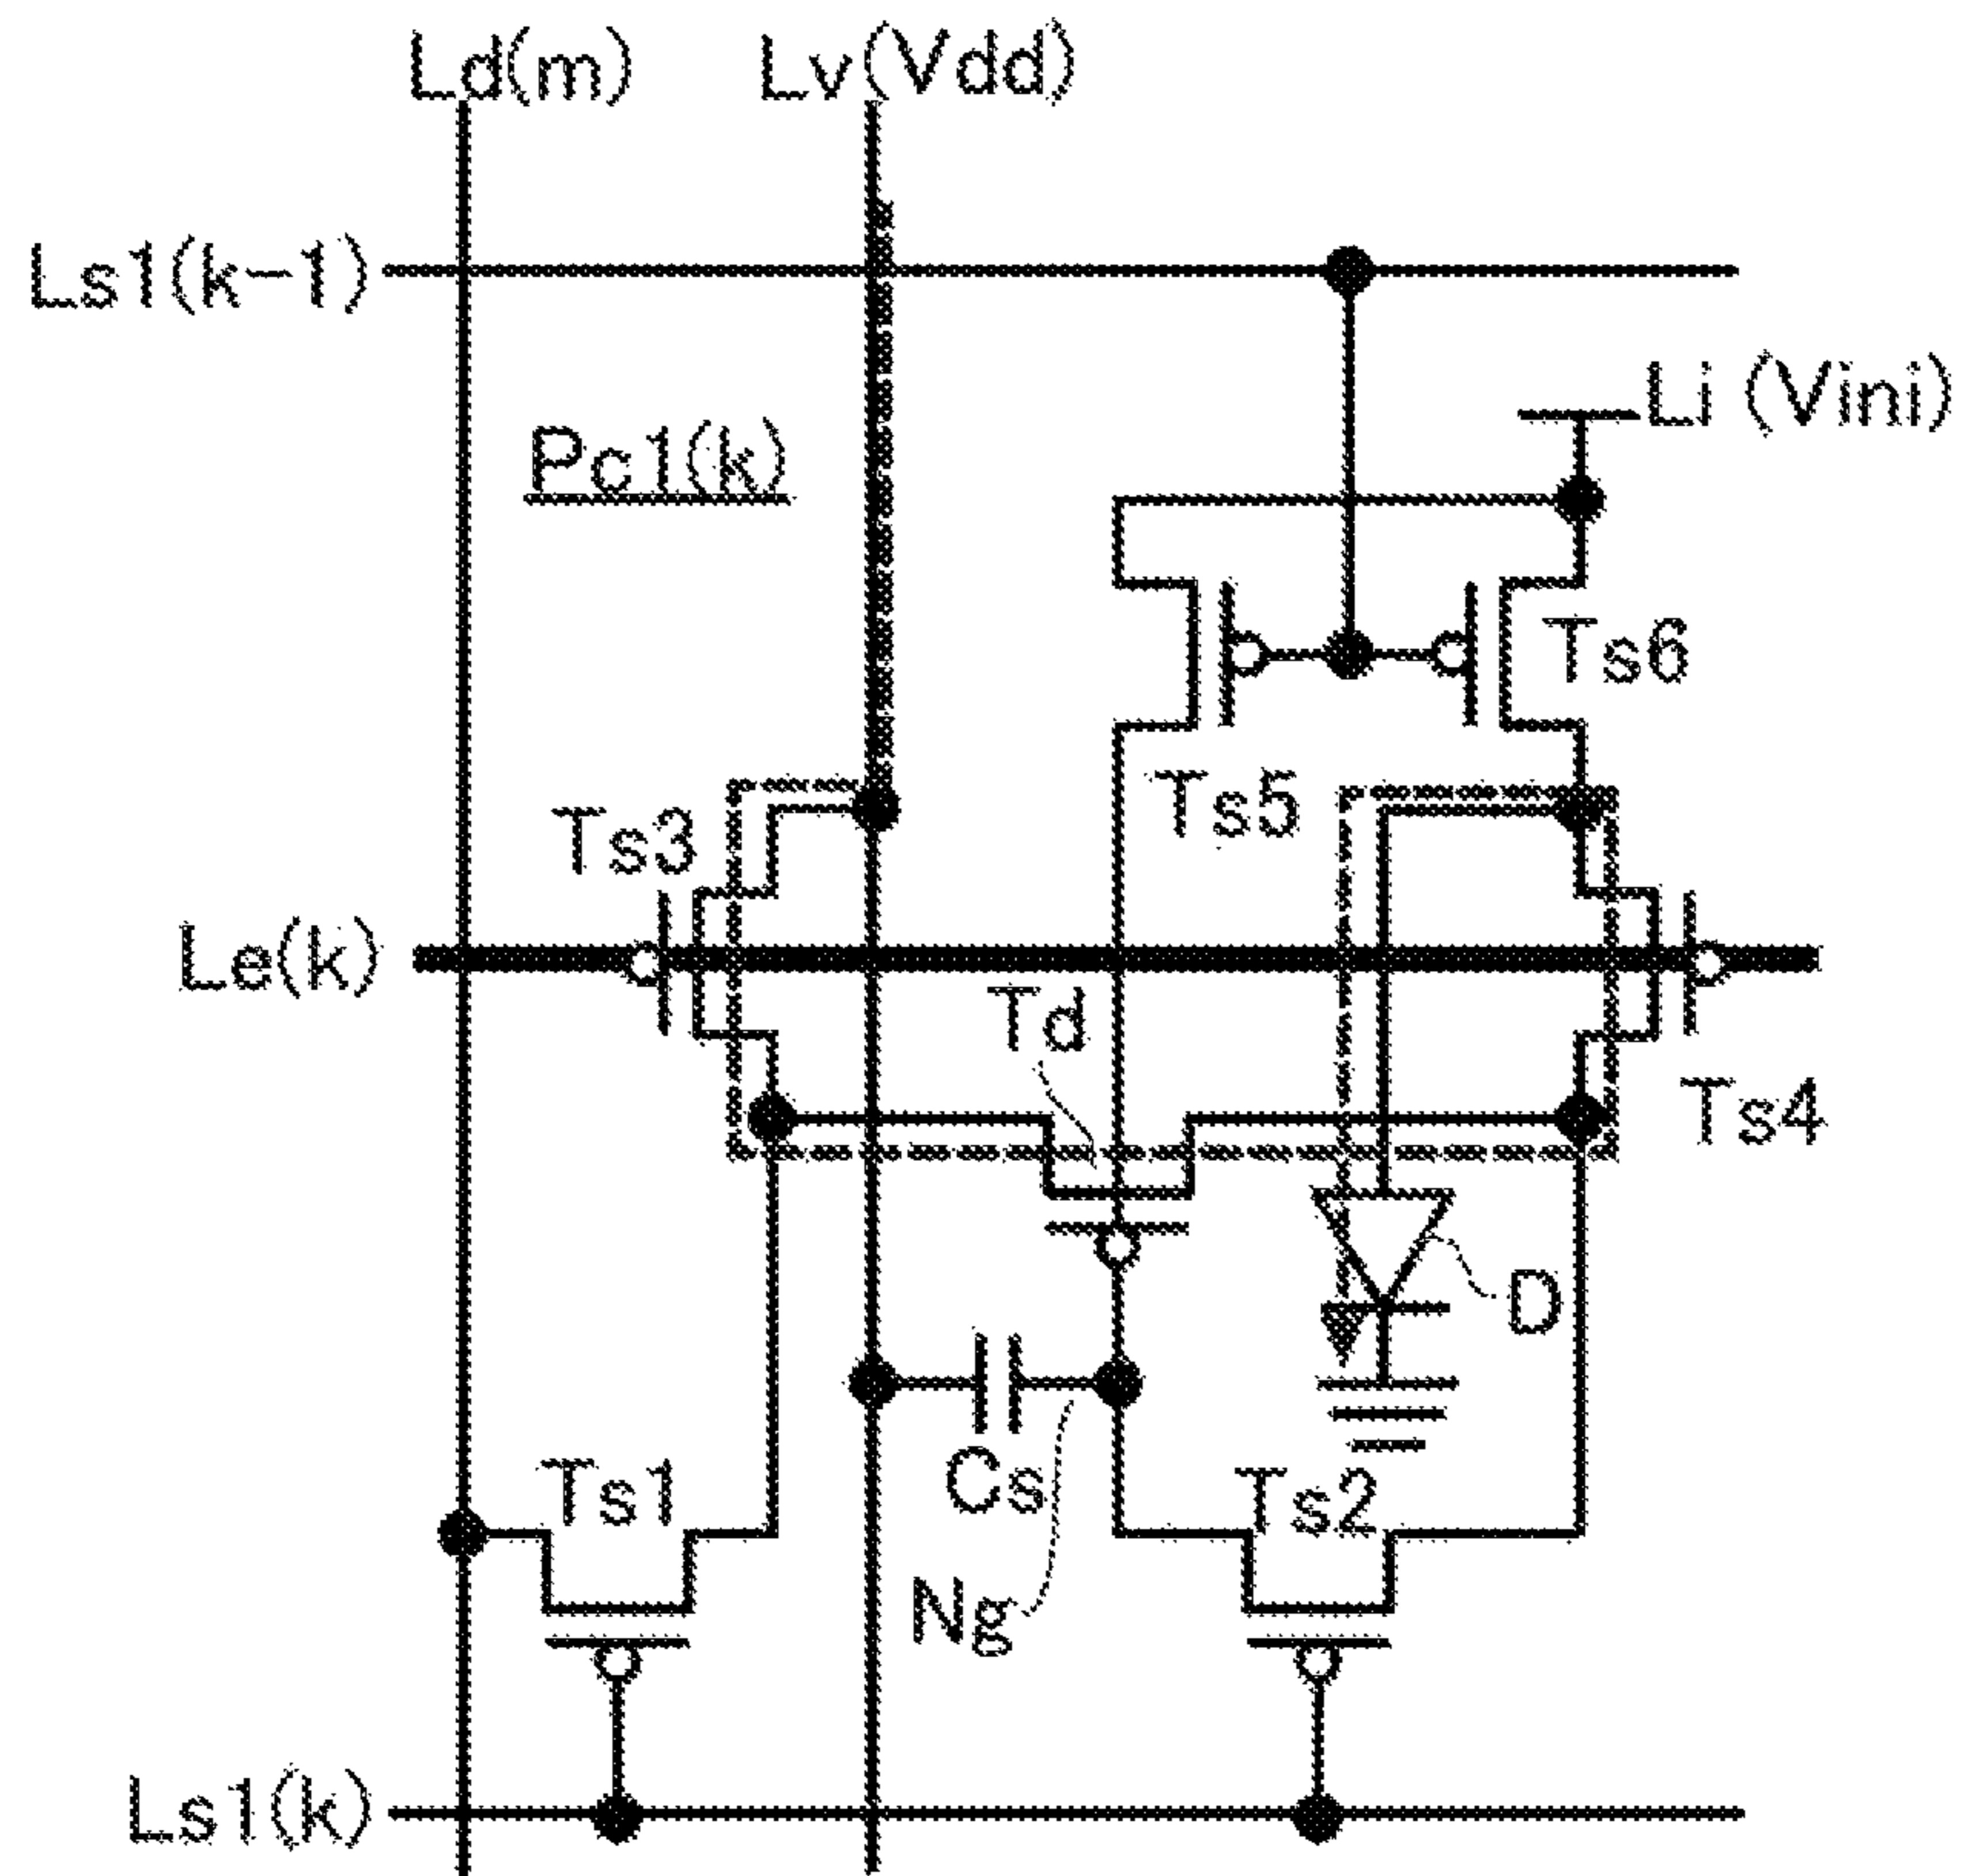 Ld(m) Lv(Vdd)
Ls1(k-1)
Li (Vini)
Pc1(k)
Ts6
Ts5
Ts3
Le(k)
Td
Ts4
D
Cs
Ts1
Ts2
Ng
Ls1(k)